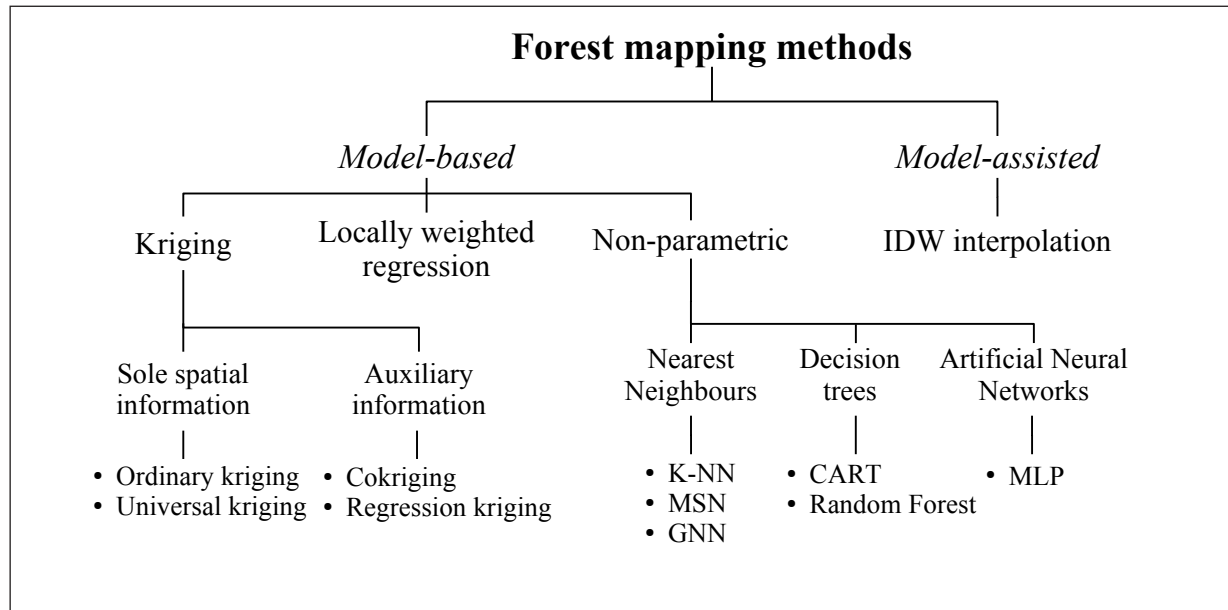 Forest mapping methods
Model-based
Model-assisted
Kriging
Locally weighted
regression
Non-parametric
IDW interpolation
Sole spatial
information
Auxiliary
information
Nearest
Neighbours
Decision
trees
Artificial Neural
Networks
• Ordinary kriging
• Universal kriging
• Cokriging
• Regression kriging
• K-NN
• MSN
• GNN
• CART
• Random Forest
• MLP